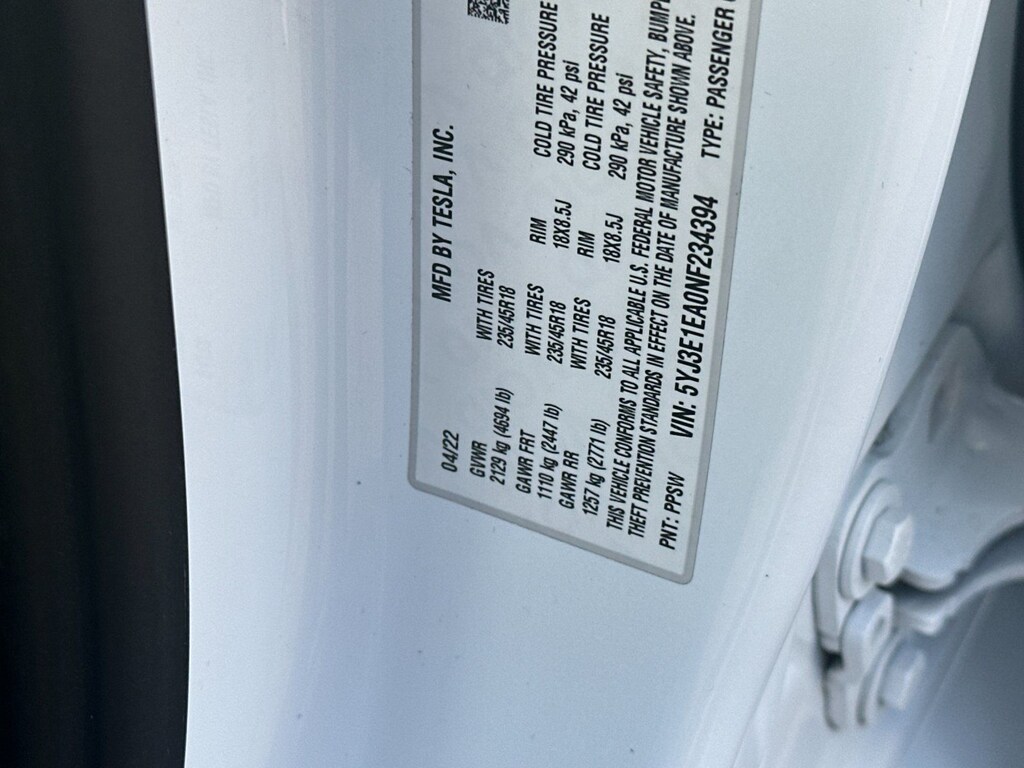 MFD BY TESLA, INC.
04/22
GVWR WITH TIRES
2129 kg (4694 lb) 235/45R18
GAWR FRT WITH TIRES RIM COLD TIRE PRESSURE
1110 kg (2447 lb) 235/45R18 18X8.5J 290 kPa, 42 psi
GAWR RR WITH TIRES RIM COLD TIRE PRESSURE
1257 kg (2771 lb) 235/45R18 18X8.5J 290 kPa, 42 psi
THIS VEHICLE CONFORMS TO ALL APPLICABLE U.S. FEDERAL MOTOR VEHICLE SAFETY, BUMP
THEFT PREVENTION STANDARDS IN EFFECT ON THE DATE OF MANUFACTURE SHOWN ABOVE.
PNT: PPSW VIN: 5YJ3E1EA0NF234394 TYPE: PASSENGER